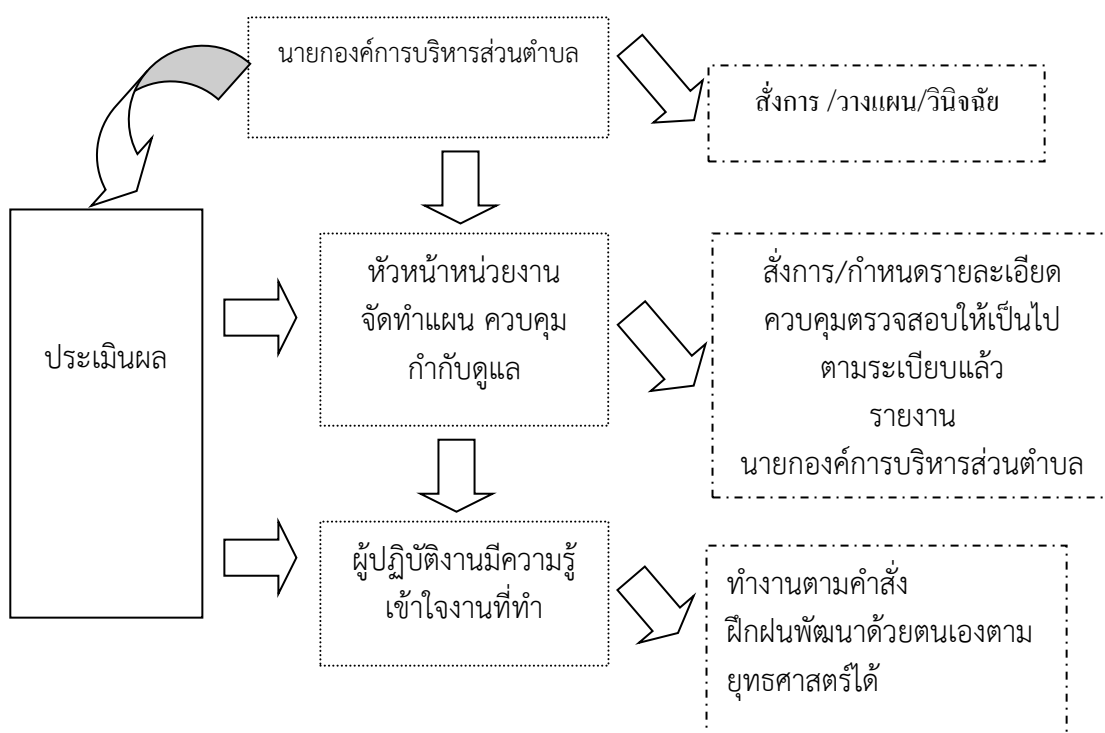 นายกองค์การบริหารส่วนตำบล
สั่งการ /วางแผน/วินิจฉัย
ประเมินผล
หัวหน้าหน่วยงาน
จัดทำแผน ควบคุม
กำกับดูแล
สั่งการ/กำหนดรายละเอียด
ควบคุมตรวจสอบให้เป็นไป
ตามระเบียบแล้ว
รายงาน
นายกองค์การบริหารส่วนตำบล
ผู้ปฏิบัติงานมีความรู้
เข้าใจงานที่ทำ
ทำงานตามคำสั่ง
ฝึกฝนพัฒนาด้วยตนเองตาม
ยุทธศาสตร์ได้